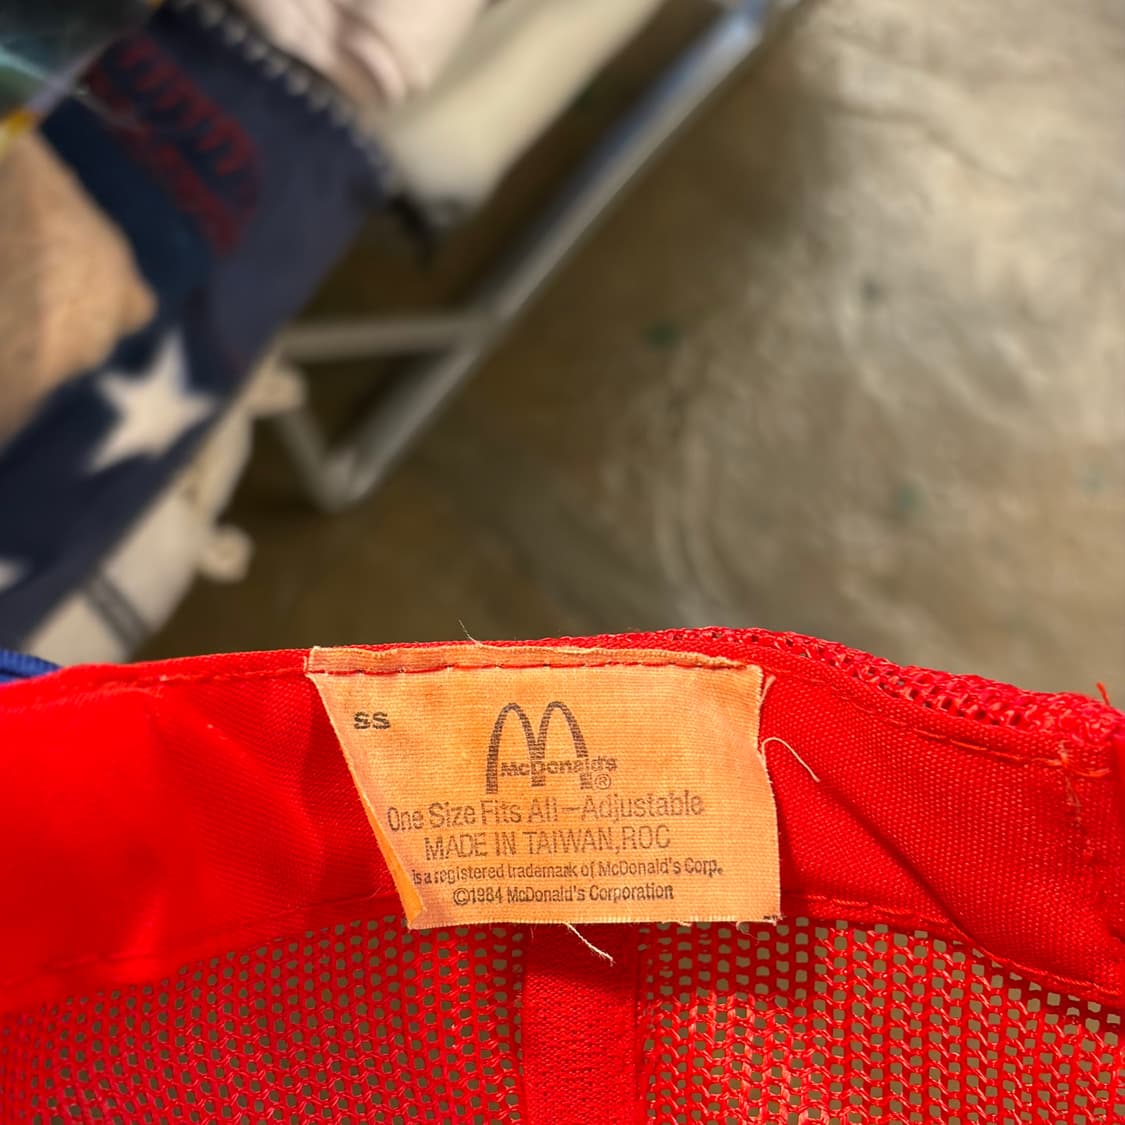 SS
McDonald's®
One Size Fits All-Adjustable
MADE IN TAIWAN, ROC
is a registered trademark of McDonald's Corp.
©1984 McDonald's Corporation